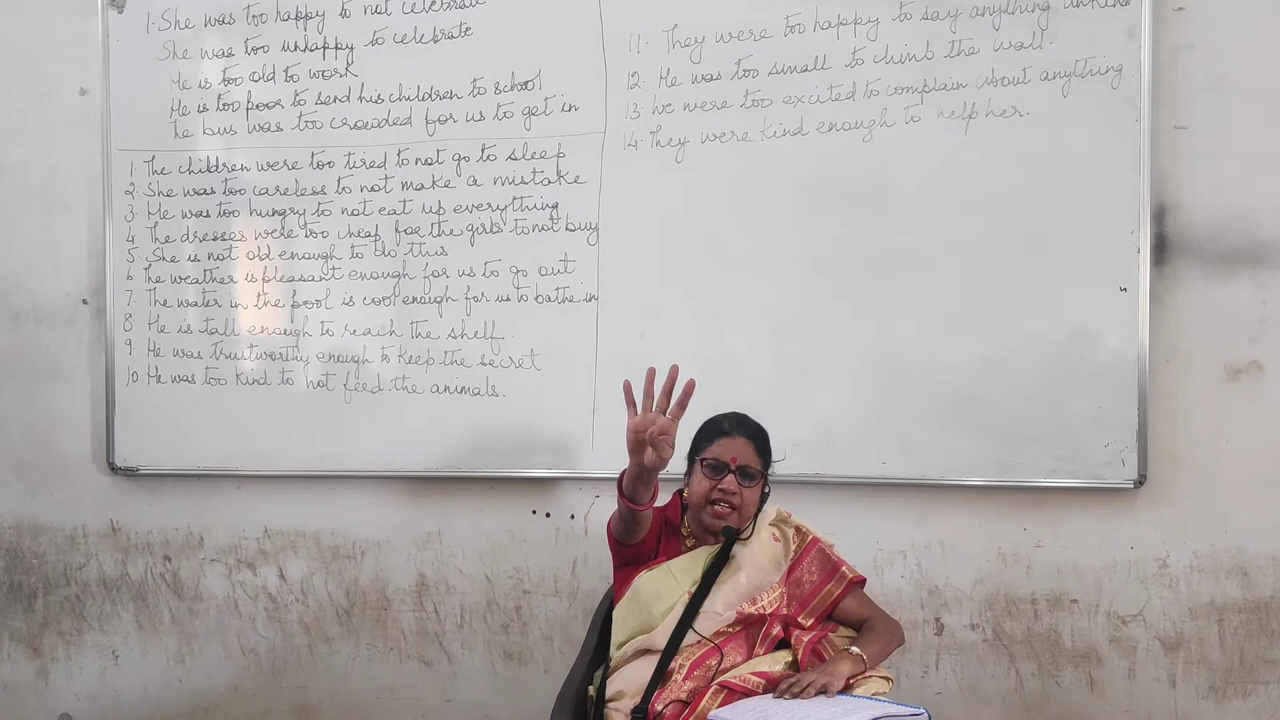 1. She was too happy to not celebrate
She was too unhappy to celebrate
He is too old to work
He is too poor to send his children to school
The bus was too crowded for us to get in
1. The children were too tired to not go to sleep
2. She was too careless to not make a mistake
3. He was too hungry to not eat up everything
4 The dresses were too cheap for the girls to not buy
5. She is not old enough to do this
6 The weather is pleasant enough for us to go out
7. The water in the pool is cool enough for us to bathe in
8 He is tall enough to reach the shelf.
9. He was trustworthy enough to keep the secret
10 He was too kind to not feed the animals.
11. They were too happy to say anything unkind
12. He was too small to climb the wall.
13 We were too excited to complain about anything
14. They were kind enough to help her.